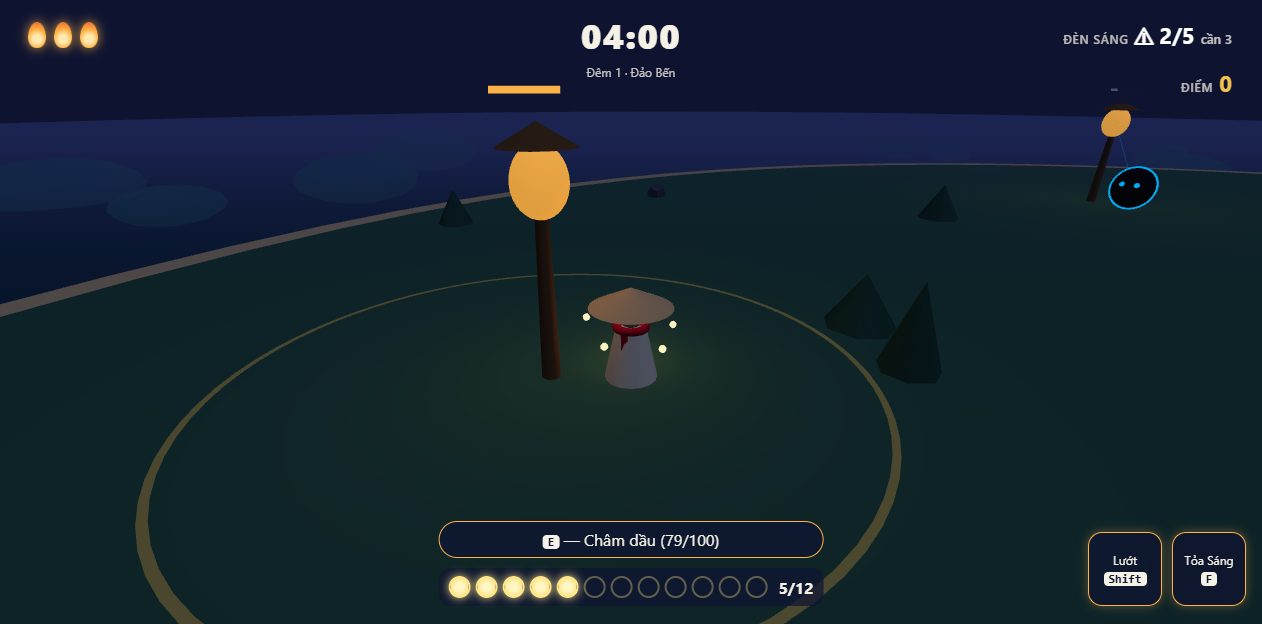 04:00
Đêm 1 · Đảo Bến
ĐÈN SÁNG ⚠ 2/5 cần 3
ĐIỂM 0
E — Châm dầu (79/100)
5/12
Lướt
Shift
Tỏa Sáng
F